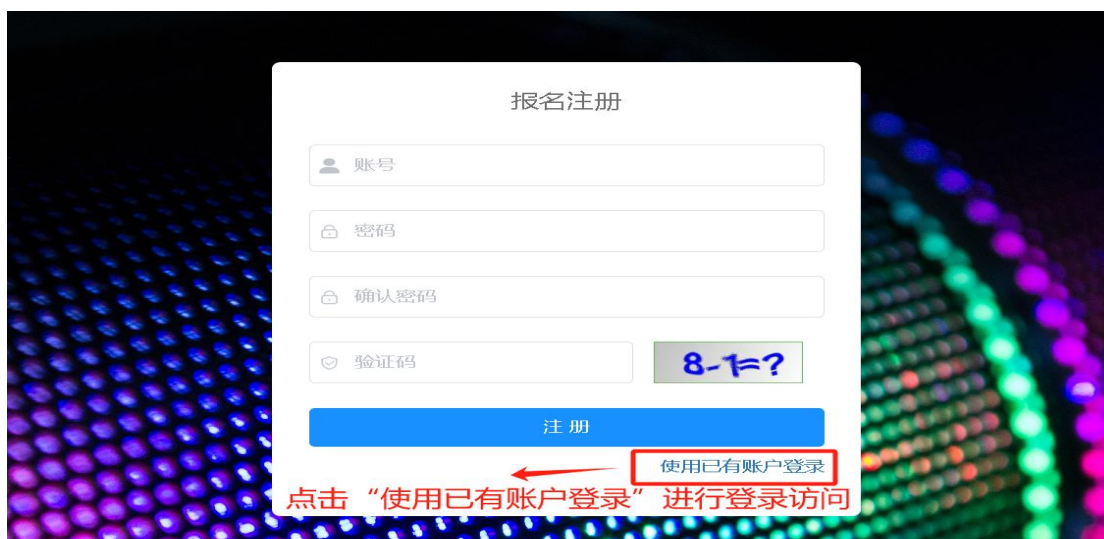 报名注册
账号
密码
确认密码
验证码
8-1=?
注册
使用已有账户登录
点击“使用已有账户登录”进行登录访问